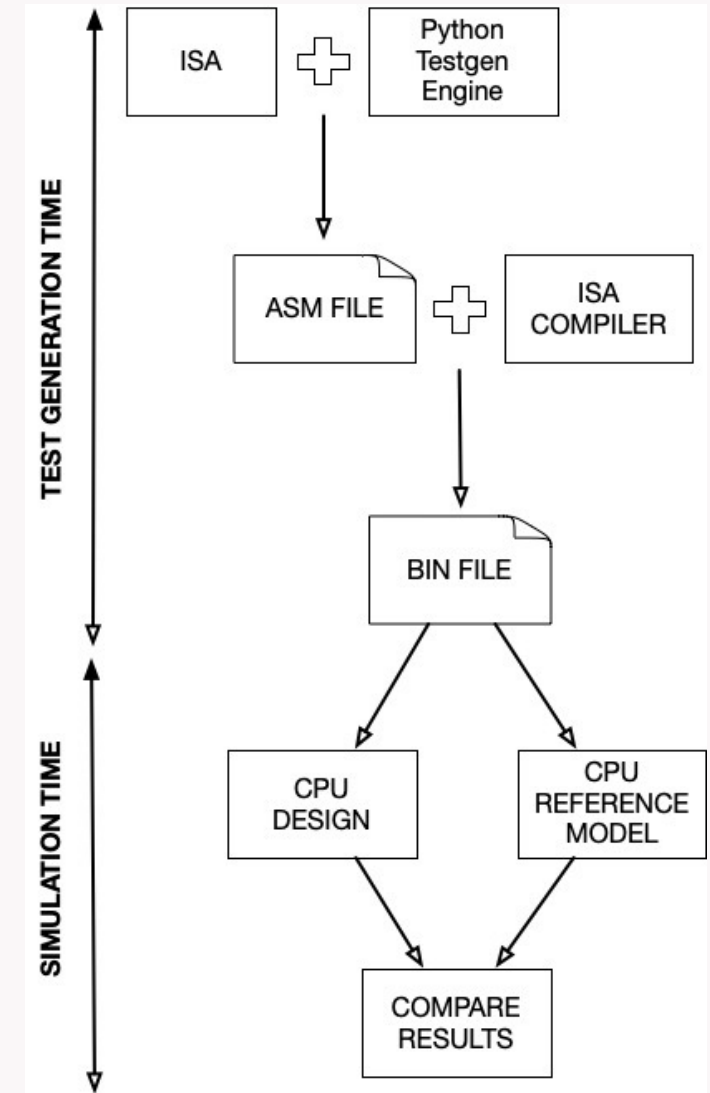 ISA
Python
Testgen
Engine
TEST GENERATION TIME
ASM FILE
ISA
COMPILER
BIN FILE
SIMULATION TIME
CPU
DESIGN
CPU
REFERENCE
MODEL
COMPARE
RESULTS